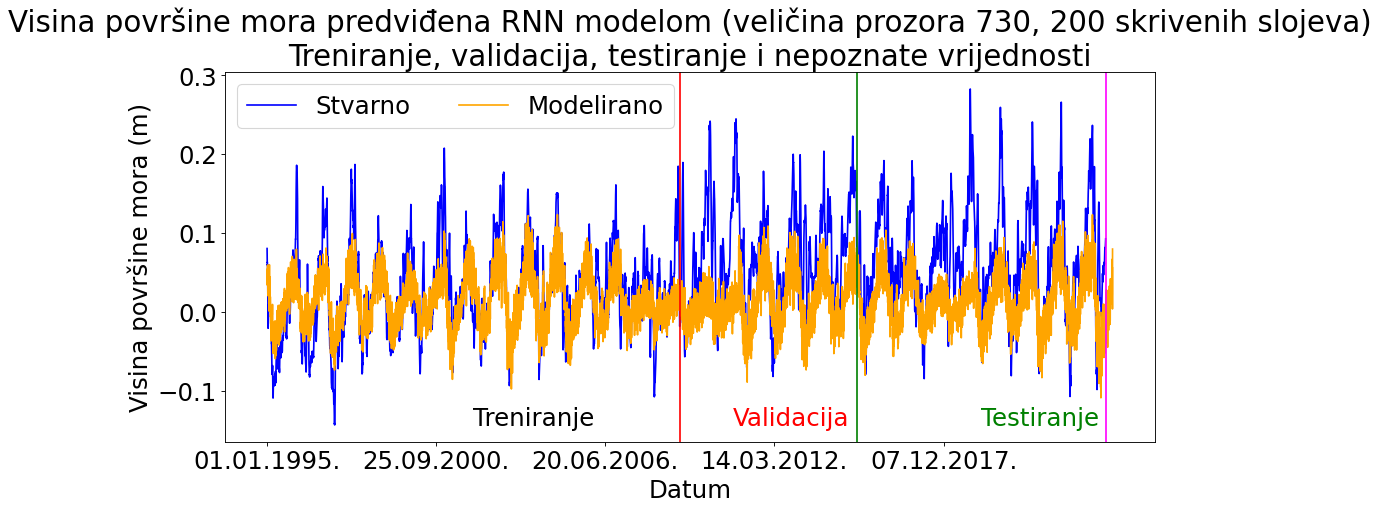 Visina površine mora predviđena RNN modelom (veličina prozora 730, 200 skrivenih slojeva)
Treniranje, validacija, testiranje i nepoznate vrijednosti
Stvarno Modelirano
Visina površine mora (m)
0.3
0.2
0.1
0.0
−0.1
Treniranje Validacija Testiranje
01.01.1995. 25.09.2000. 20.06.2006. 14.03.2012. 07.12.2017.
Datum